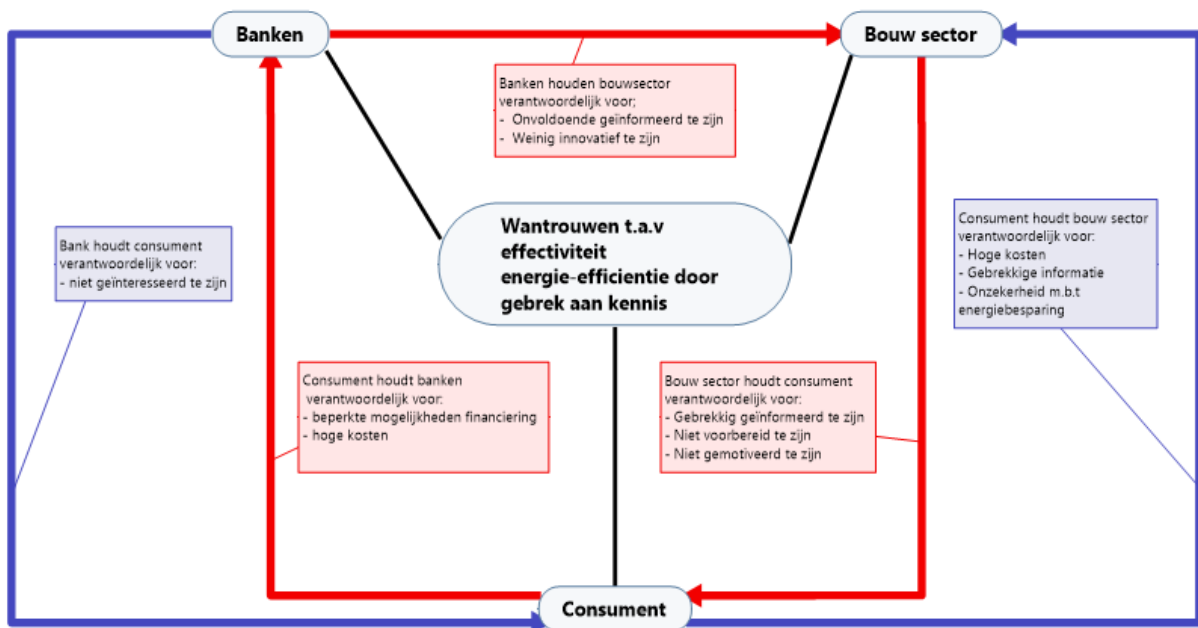 Banken
Bouw sector
Banken houden bouwsector
verantwoordelijk voor;
- Onvoldoende geïnformeerd te zijn
- Weinig innovatief te zijn
Wantrouwen t.a.v
effectiviteit
energie-efficientie door
gebrek aan kennis
Bank houdt consument
verantwoordelijk voor:
- niet geïnteresseerd te zijn
Consument houdt bouw sector
verantwoordelijk voor:
- Hoge kosten
- Gebrekkige informatie
- Onzekerheid m.b.t
energiebesparing
Consument houdt banken
verantwoordelijk voor:
- beperkte mogelijkheden financiering
- hoge kosten
Bouw sector houdt consument
verantwoordelijk voor:
- Gebrekkig geïnformeerd te zijn
- Niet voorbereid te zijn
- Niet gemotiveerd te zijn
Consument